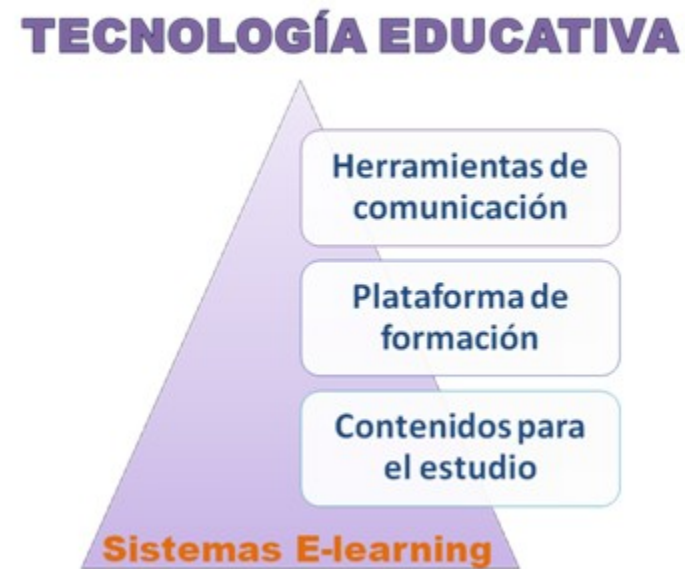 TECNOLOGÍA EDUCATIVA
Herramientas de
comunicación
Plataforma de
formación
Contenidos para
el estudio
Sistemas E-learning